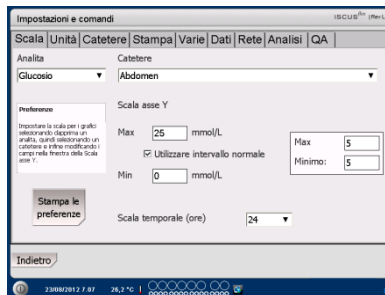 Impostazioni e comandi
ISCUS
Scala Unità Catetere Stampa Varie Dati Rete Analisi QA
Analita Catetere
Glucosio Abdomen
Preferenze
Impostare la scala per i grafici
selezionando dapprima un
analita, quindi selezionando un
catetere e infine modificando i
campi nella finestra della Scala
asse Y.
Scala asse Y
Max 25 mmol/L
Utilizzare intervallo normale
Min 0 mmol/L
Max 5
Minimo: 5
Stampa le
preferenze
Scala temporale (ore) 24
Indietro
23/08/2012 7.07 26,2 °C